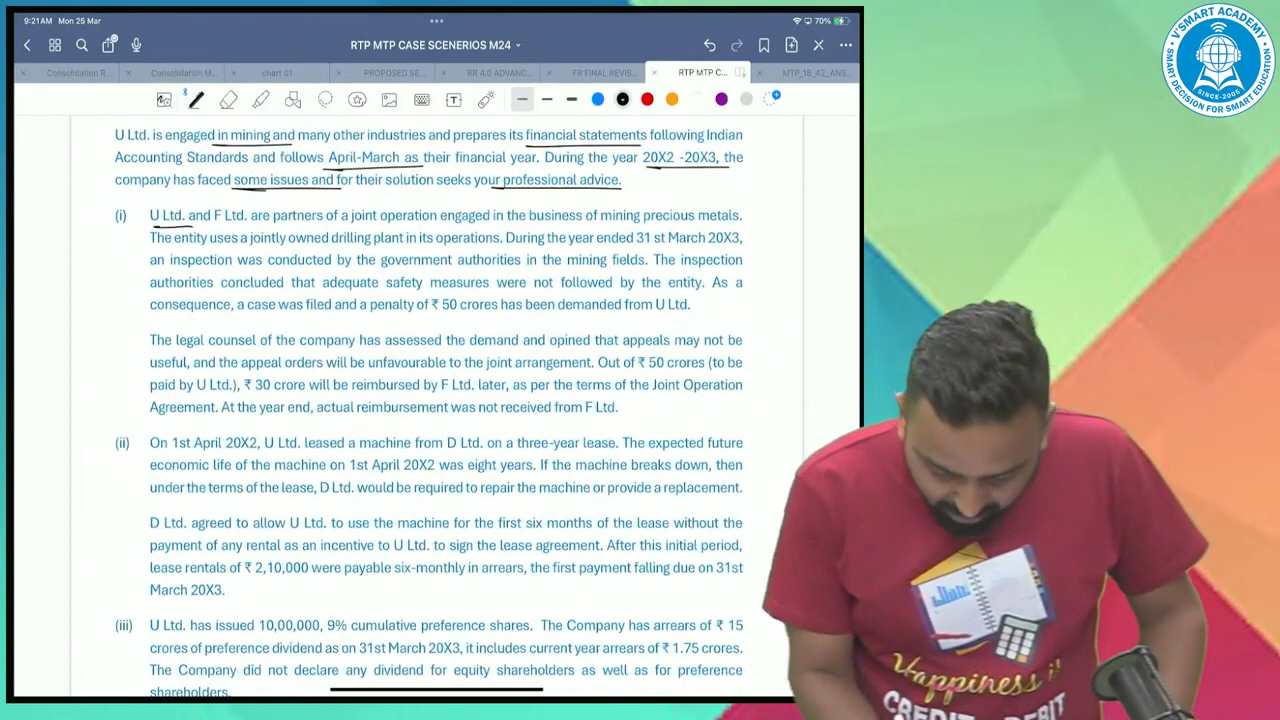 9:21AM Mon 25 Mar
70%
RTP MTP CASE SCENERIOS M24
Consolidation R...
Consolidation M...
chart 01
PROPOSED SE...
RR 4.0 ADVANC...
FR FINAL REVIS...
RTP MTP C...
MTP_18_42_ANS...
U Ltd. is engaged in mining and many other industries and prepares its financial statements following Indian
Accounting Standards and follows April-March as their financial year. During the year 20X2 -20X3, the
company has faced some issues and for their solution seeks your professional advice.
(i) U Ltd. and F Ltd. are partners of a joint operation engaged in the business of mining precious metals.
The entity uses a jointly owned drilling plant in its operations. During the year ended 31 st March 20X3,
an inspection was conducted by the government authorities in the mining fields. The inspection
authorities concluded that adequate safety measures were not followed by the entity. As a
consequence, a case was filed and a penalty of ₹ 50 crores has been demanded from U Ltd.
The legal counsel of the company has assessed the demand and opined that appeals may not be
useful, and the appeal orders will be unfavourable to the joint arrangement. Out of ₹ 50 crores (to be
paid by U Ltd.), ₹ 30 crore will be reimbursed by F Ltd. later, as per the terms of the Joint Operation
Agreement. At the year end, actual reimbursement was not received from F Ltd.
(ii) On 1st April 20X2, U Ltd. leased a machine from D Ltd. on a three-year lease. The expected future
economic life of the machine on 1st April 20X2 was eight years. If the machine breaks down, then
under the terms of the lease, D Ltd. would be required to repair the machine or provide a replacement.
D Ltd. agreed to allow U Ltd. to use the machine for the first six months of the lease without the
payment of any rental as an incentive to U Ltd. to sign the lease agreement. After this initial period,
lease rentals of ₹ 2,10,000 were payable six-monthly in arrears, the first payment falling due on 31st
March 20X3.
(iii) U Ltd. has issued 10,00,000, 9% cumulative preference shares. The Company has arrears of ₹ 15
crores of preference dividend as on 31st March 20X3, it includes current year arrears of ₹ 1.75 crores.
The Company did not declare any dividend for equity shareholders as well as for preference
shareholders.
V'SMART ACADEMY
SMART DECISION FOR SMART EDUCATION
SINCE-2005
Happiness is
CREDIT
DEBIT